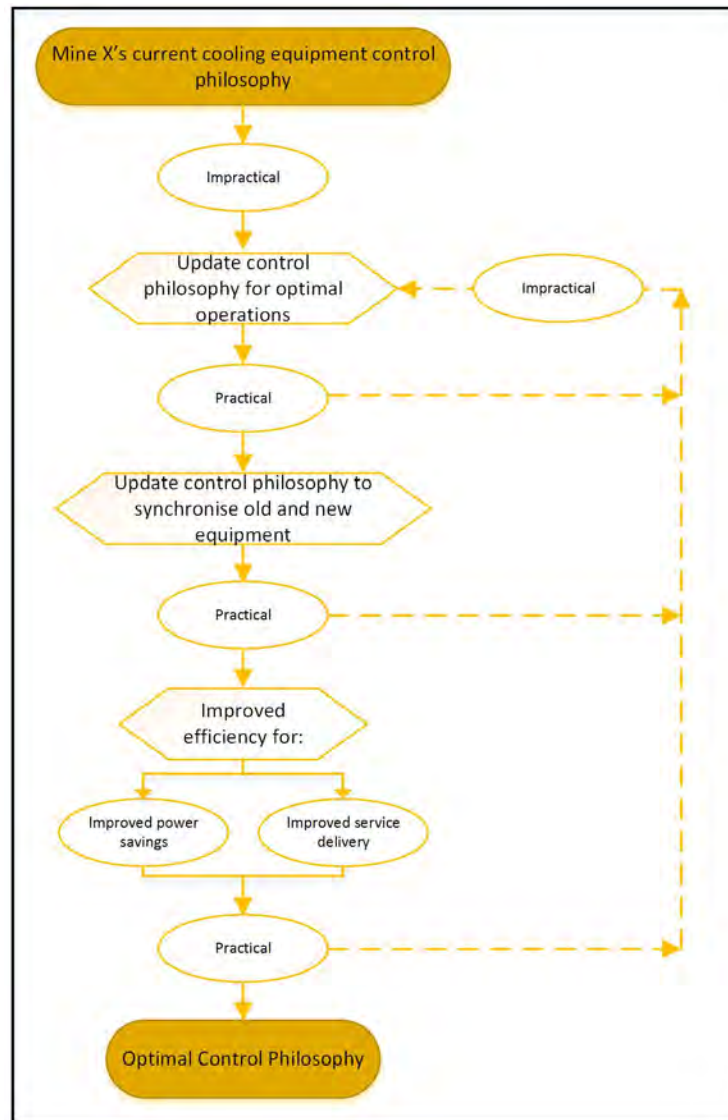 Mine X's current cooling equipment control
philosophy
Impractical
Update control
philosophy for optimal
operations
Impractical
Practical
Update control philosophy to
synchronise old and new
equipment
Practical
Improved
efficiency for:
Improved power
savings
Improved service
delivery
Practical
Optimal Control Philosophy